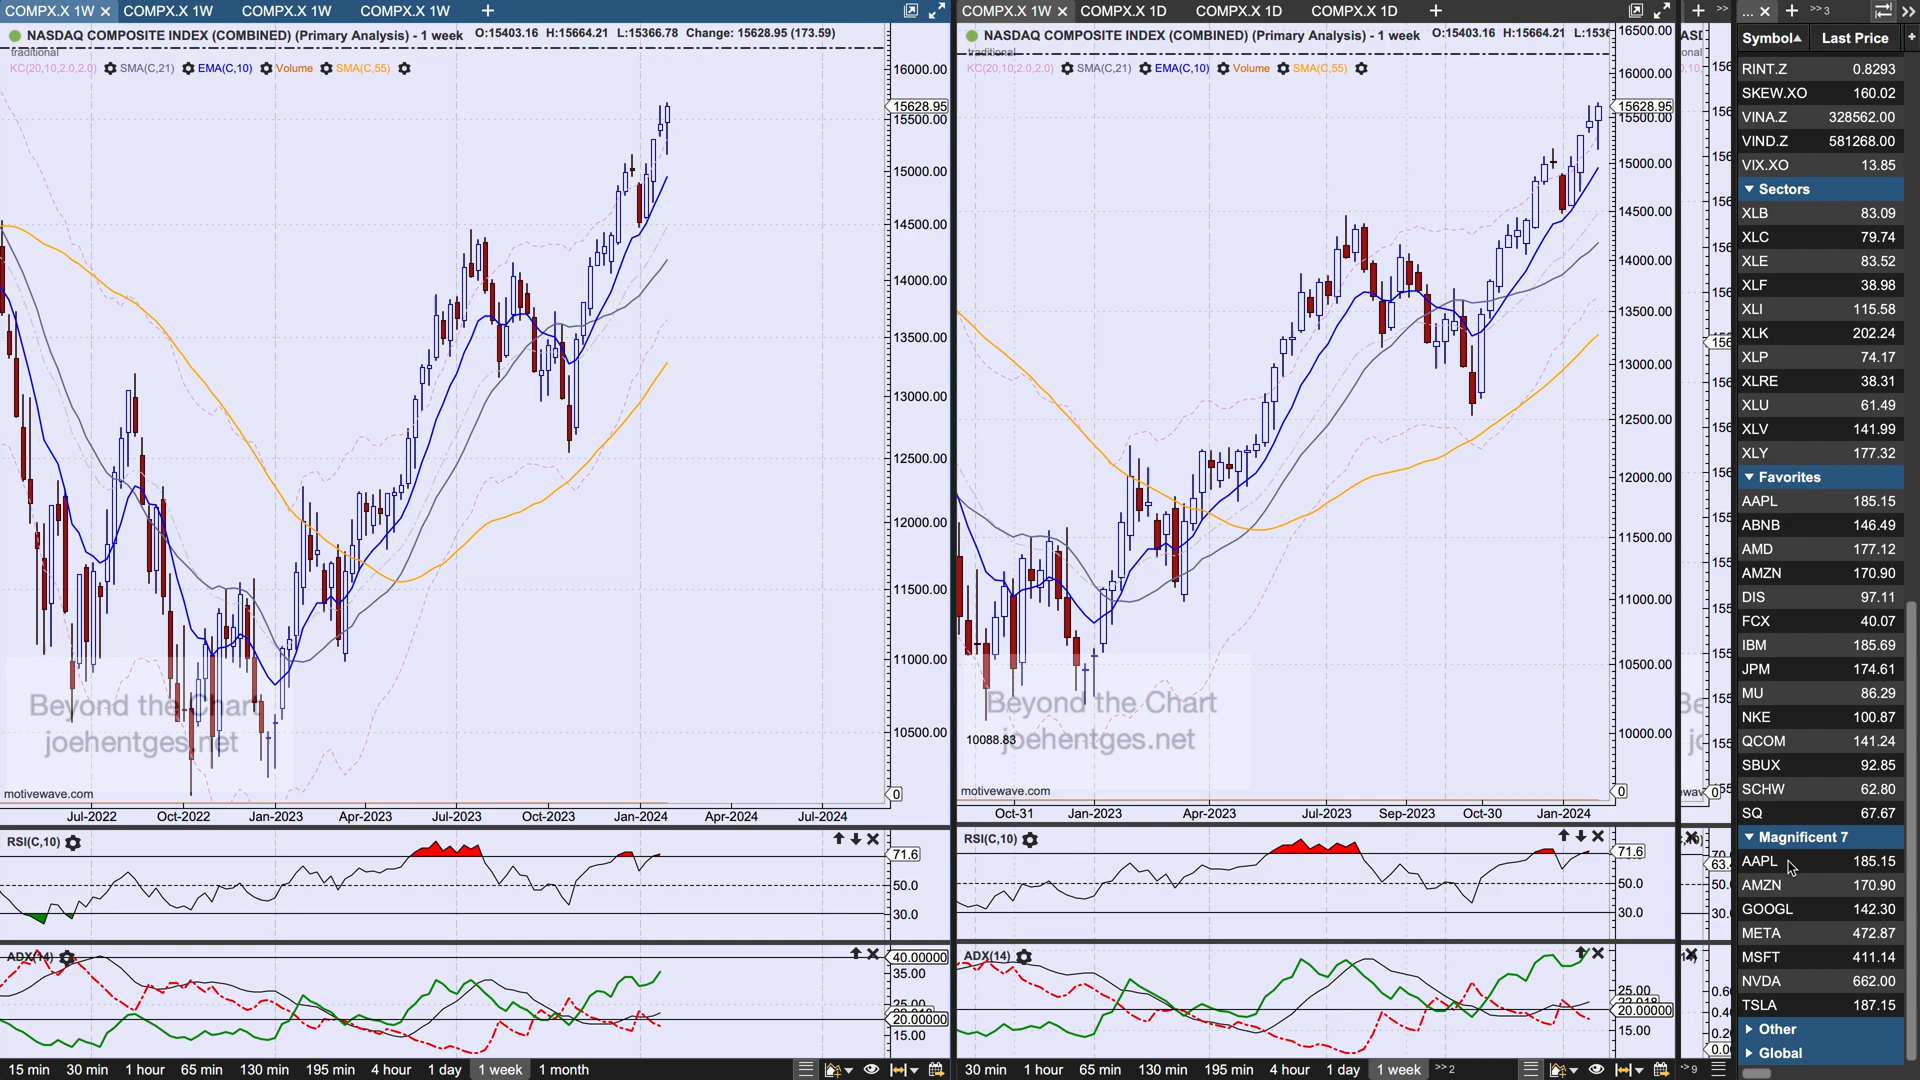 COMPX.X 1W
COMPX.X 1W
COMPX.X 1W
COMPX.X 1W
NASDAQ COMPOSITE INDEX (COMBINED) (Primary Analysis) - 1 week O:15403.16 H:15664.21 L:15366.78 Change: 15628.95 (173.59)
traditional
KC(20,10,2.0,2.0) SMA(C,21) EMA(C,10) Volume SMA(C,55)
16000.00
15628.95
15500.00
15000.00
14500.00
14000.00
13500.00
13000.00
12500.00
12000.00
11500.00
11000.00
10500.00
0
Beyond the Chart
joehentges.net
motivewave.com
Jul-2022 Oct-2022 Jan-2023 Apr-2023 Jul-2023 Oct-2023 Jan-2024 Apr-2024 Jul-2024
RSI(C,10)
71.6
50.0
30.0
ADX(14)
40.00000
35.00
25.00
20.00000
15.00
15 min 30 min 1 hour 65 min 130 min 195 min 4 hour 1 day 1 week 1 month
COMPX.X 1W
COMPX.X 1D
COMPX.X 1D
COMPX.X 1D
NASDAQ COMPOSITE INDEX (COMBINED) (Primary Analysis) - 1 week O:15403.16 H:15664.21 L:1536
traditional
KC(20,10,2.0,2.0) SMA(C,21) EMA(C,10) Volume SMA(C,55)
16500.00
16000.00
15628.95
15500.00
15000.00
14500.00
14000.00
13500.00
13000.00
12500.00
12000.00
11500.00
11000.00
10500.00
10000.00
0
10088.83
Beyond the Chart
joehentges.net
motivewave.com
Oct-31 Jan-2023 Apr-2023 Jul-2023 Sep-2023 Oct-30 Jan-2024
RSI(C,10)
71.6
50.0
30.0
ADX(14)
25.00
20.00000
15.00
30 min 1 hour 65 min 130 min 195 min 4 hour 1 day 1 week >>2
Symbol Last Price
RINT.Z 0.8293
SKEW.XO 160.02
VINA.Z 328562.00
VIND.Z 581268.00
VIX.XO 13.85
Sectors
XLB 83.09
XLC 79.74
XLE 83.52
XLF 38.98
XLI 115.58
XLK 202.24
XLP 74.17
XLRE 38.31
XLU 61.49
XLV 141.99
XLY 177.32
Favorites
AAPL 185.15
ABNB 146.49
AMD 177.12
AMZN 170.90
DIS 97.11
FCX 40.07
IBM 185.69
JPM 174.61
MU 86.29
NKE 100.87
QCOM 141.24
SBUX 92.85
SCHW 62.80
SQ 67.67
Magnificent 7
AAPL 185.15
AMZN 170.90
GOOGL 142.30
META 472.87
MSFT 411.14
NVDA 662.00
TSLA 187.15
Other
Global